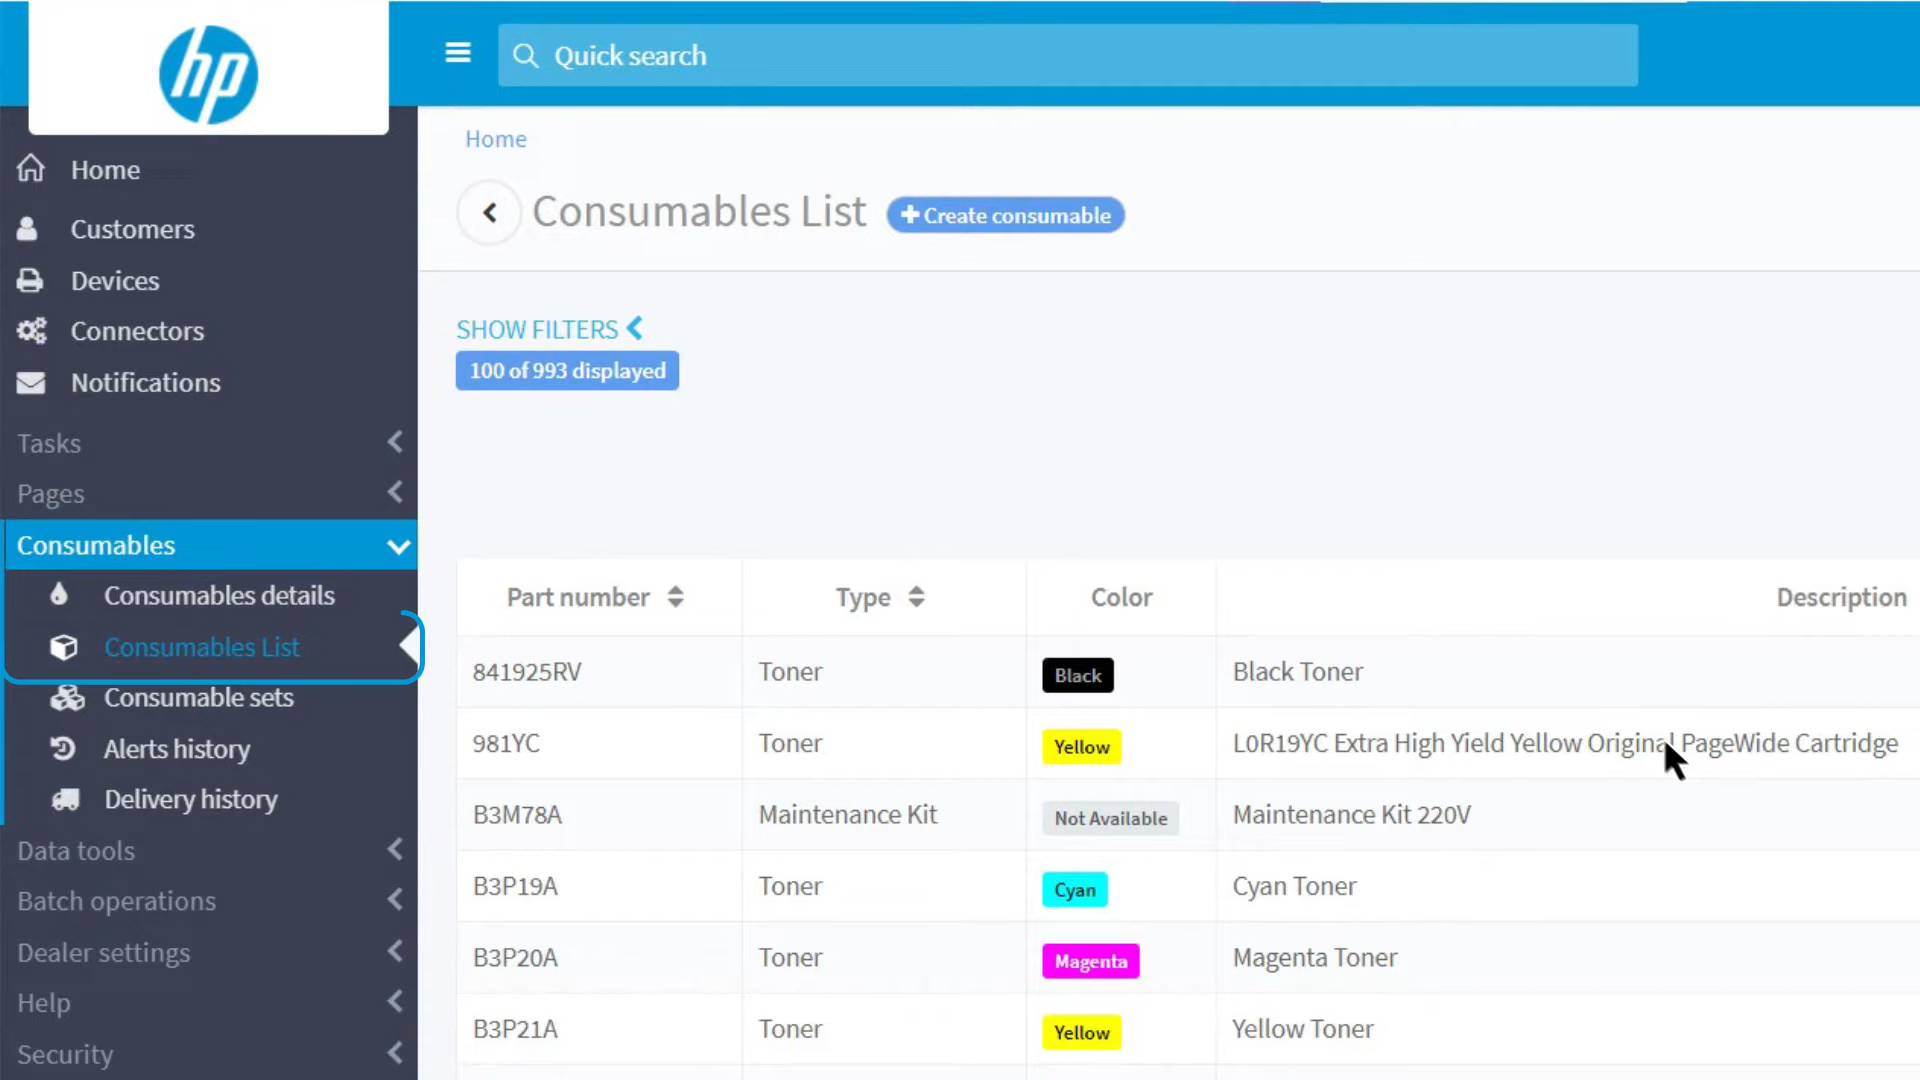 hp
Quick search
Home
Customers
Devices
Connectors
Notifications
Tasks
Pages
Consumables
Consumables details
Consumables List
Consumable sets
Alerts history
Delivery history
Data tools
Batch operations
Dealer settings
Help
Security
Home
Consumables List
Create consumable
SHOW FILTERS
100 of 993 displayed
Part number Type Color Description
841925RV Toner Black Black Toner
981YC Toner Yellow L0R19YC Extra High Yield Yellow Original PageWide Cartridge
B3M78A Maintenance Kit Not Available Maintenance Kit 220V
B3P19A Toner Cyan Cyan Toner
B3P20A Toner Magenta Magenta Toner
B3P21A Toner Yellow Yellow Toner